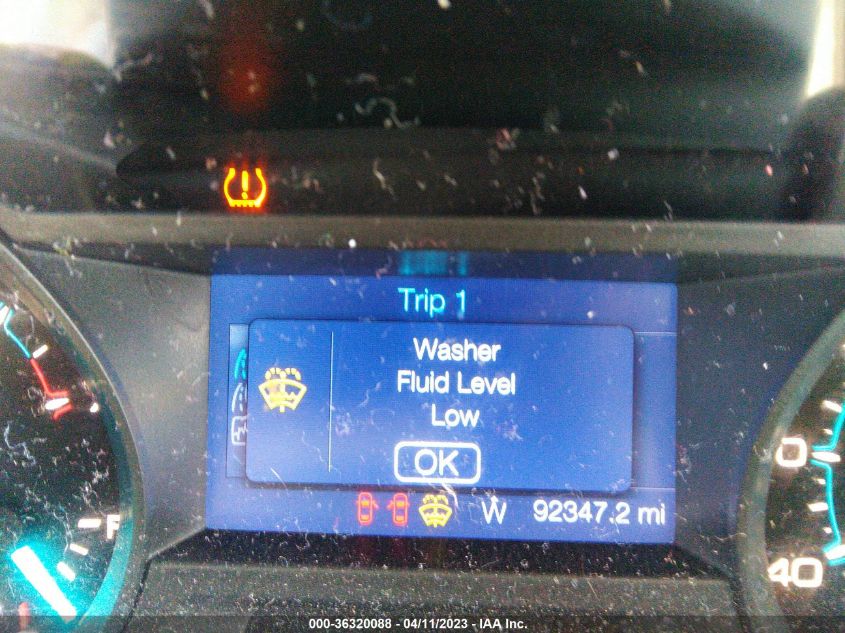 Trip 1
Washer
Fluid Level
Low
OK
W 92347.2 mi
F
0
40
000-36320088 - 04/11/2023 - IAA Inc.